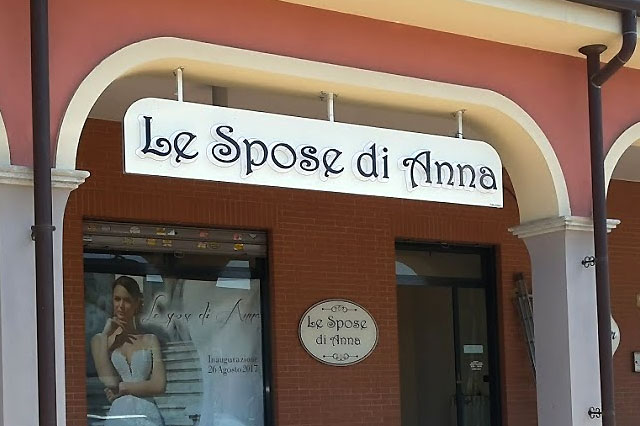 Le Spose di Anna
Le Spose
di Anna
le spose di Anna
Inaugurazione
26 Agosto 2017